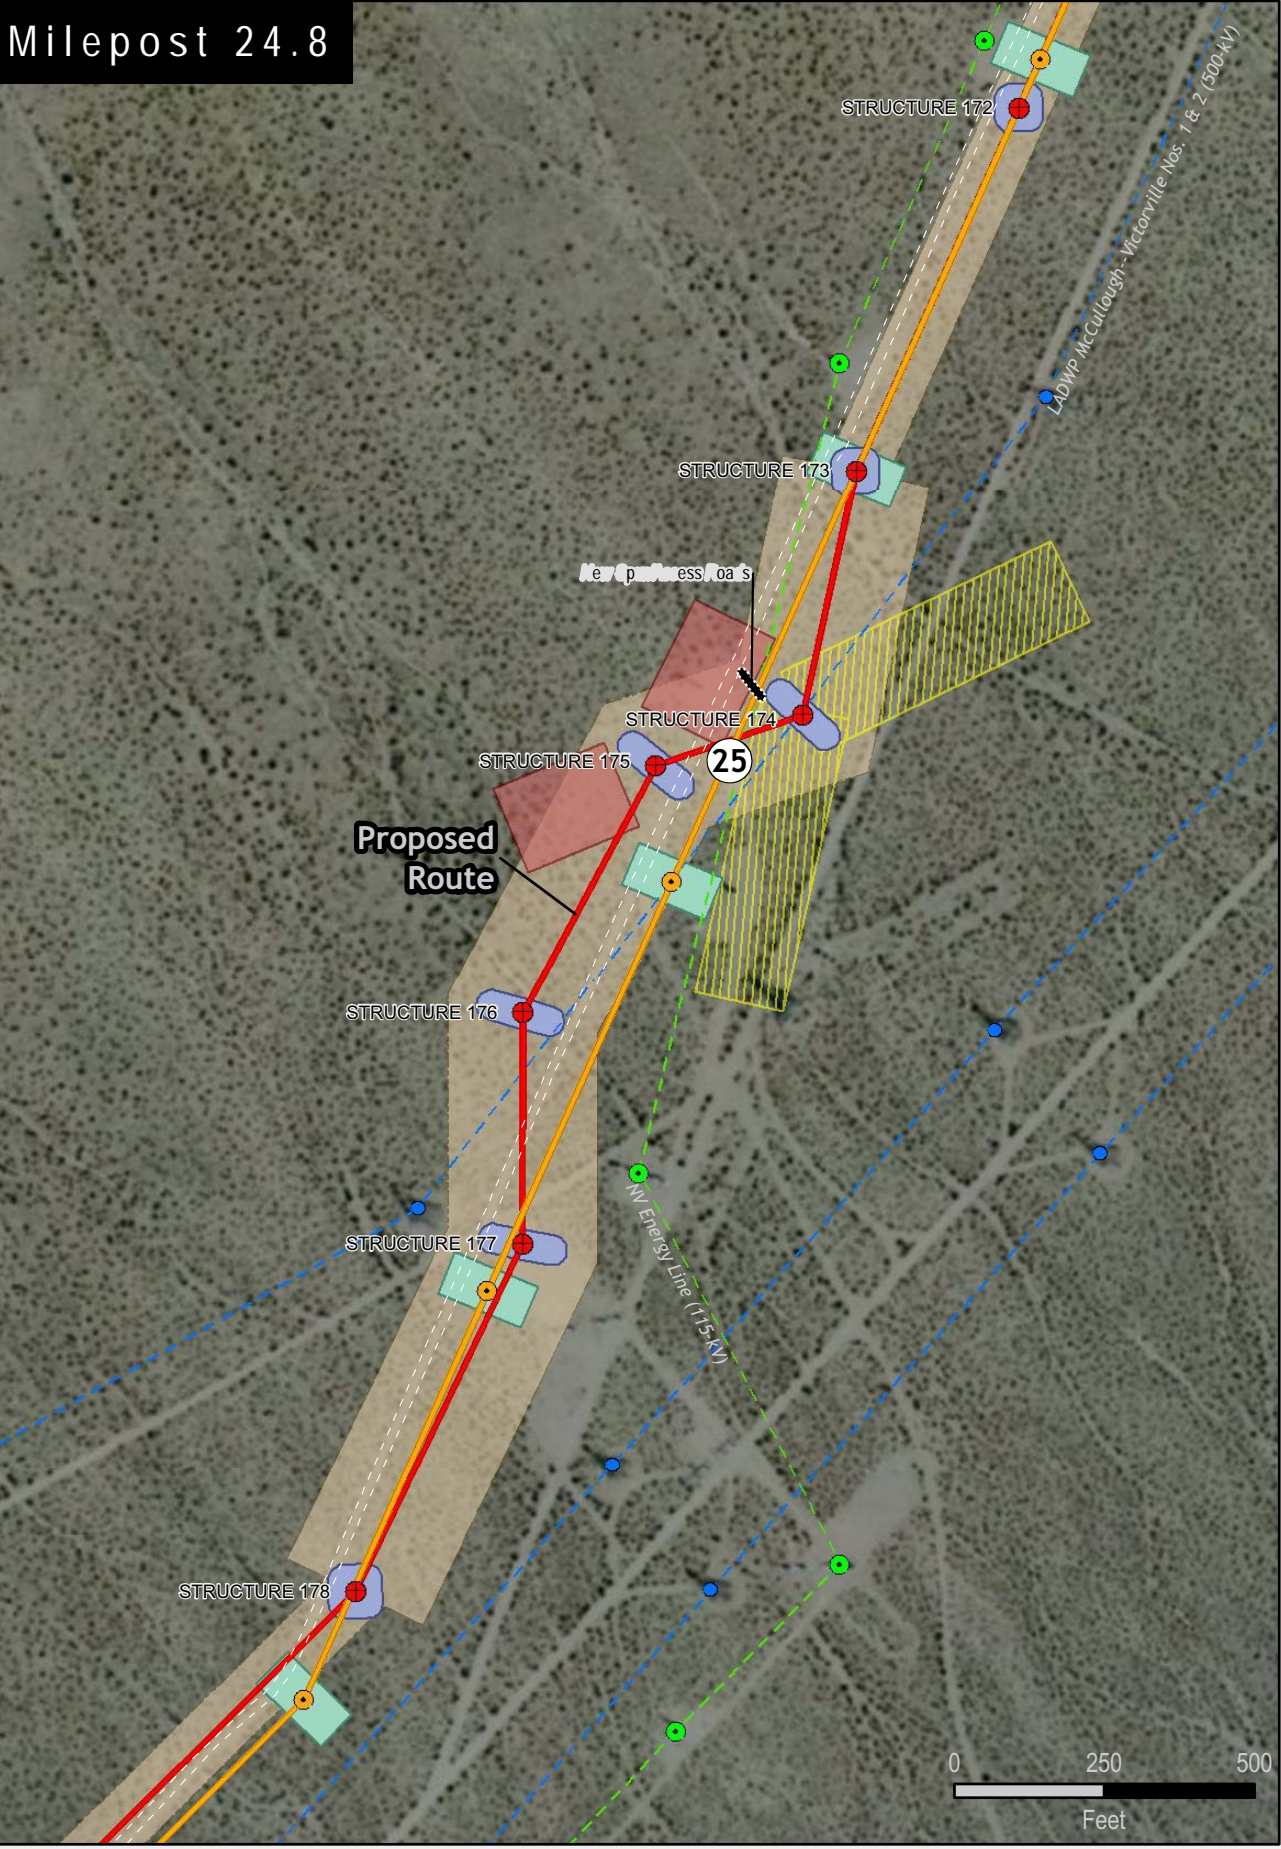 Milepost 24.8
STRUCTURE 172
LADWP McCullough - Victorville Nos. 1 & 2 (500-kV)
STRUCTURE 173
STRUCTURE 174
STRUCTURE 175
25
Proposed
Route
STRUCTURE 176
NV Energy Line (115-kV)
STRUCTURE 177
STRUCTURE 178
0 250 500
Feet